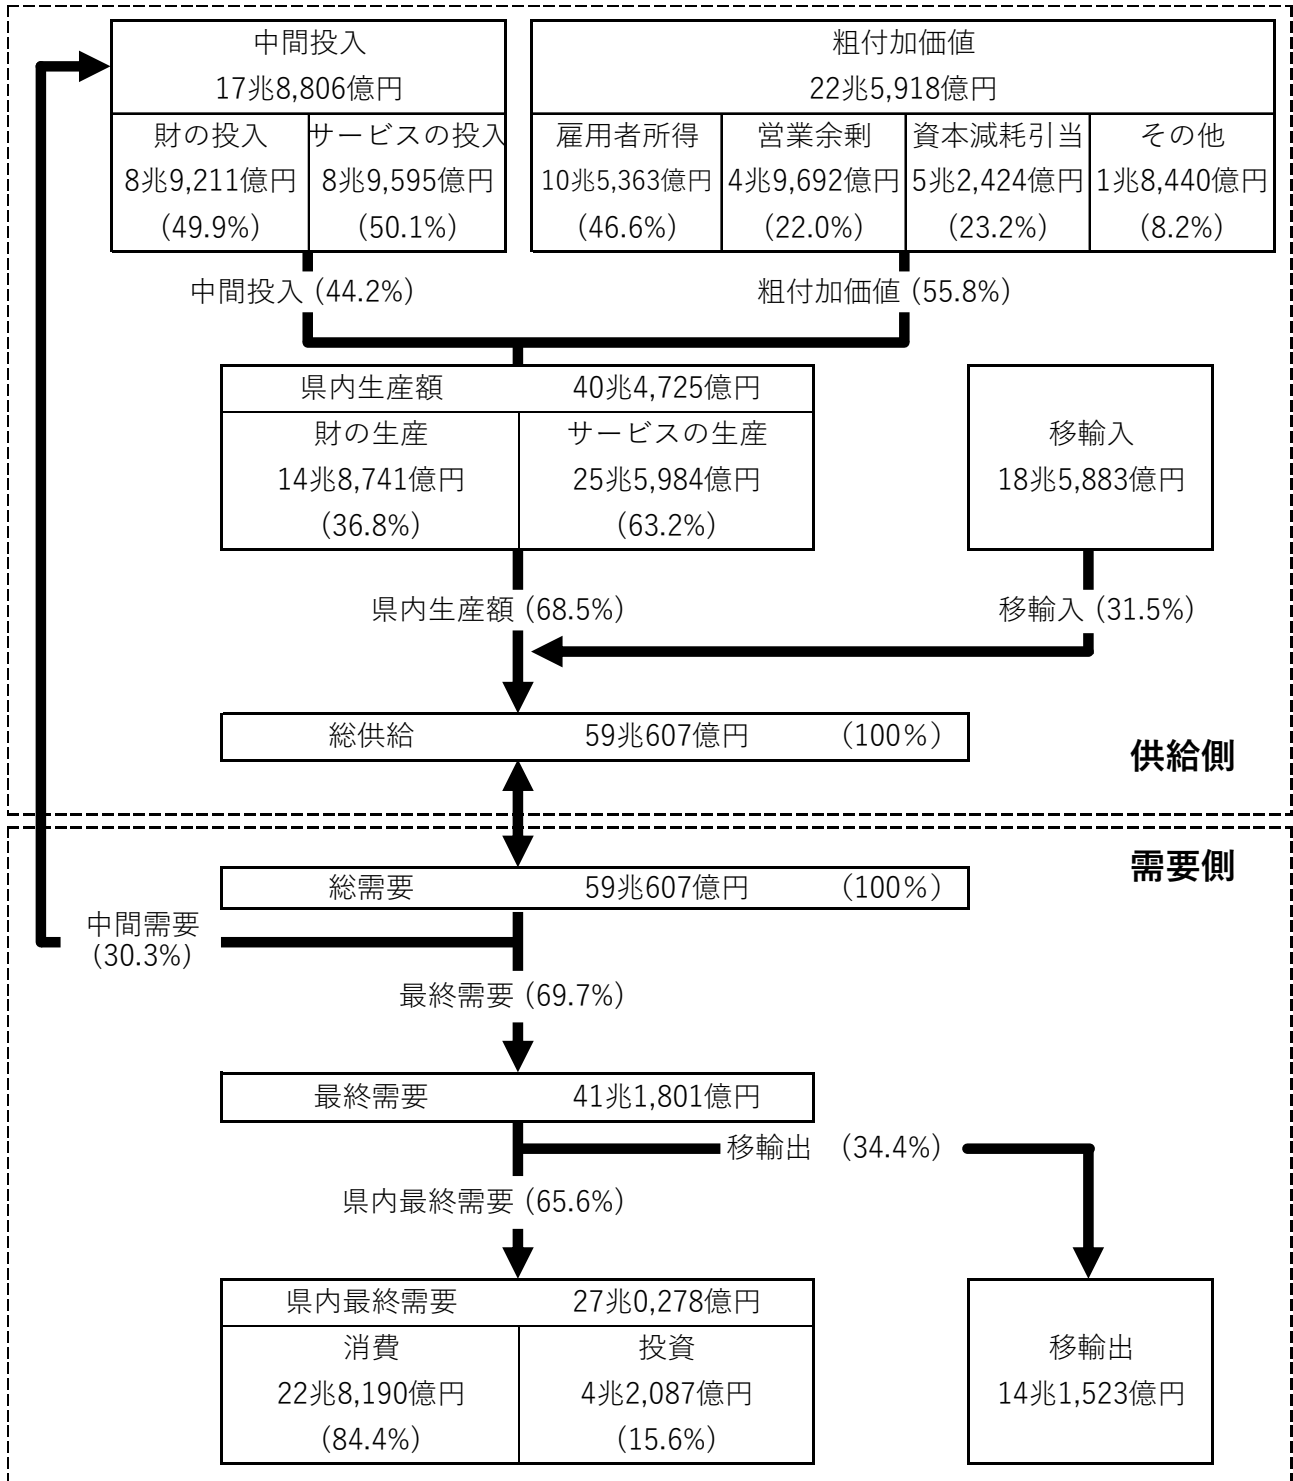 中間投入
17兆8,806億円
財の投入
8兆9,211億円
(49.9%)
サービスの投入
8兆9,595億円
(50.1%)
粗付加価値
22兆5,918億円
雇用者所得
10兆5,363億円
(46.6%)
営業余剰
4兆9,692億円
(22.0%)
資本減耗引当
5兆2,424億円
(23.2%)
その他
1兆8,440億円
(8.2%)
中間投入 (44.2%)
粗付加価値 (55.8%)
県内生産額 40兆4,725億円
財の生産
14兆8,741億円
(36.8%)
サービスの生産
25兆5,984億円
(63.2%)
移輸入
18兆5,883億円
県内生産額 (68.5%)
移輸入 (31.5%)
総供給 59兆607億円 (100%)
供給側
需要側
総需要 59兆607億円 (100%)
中間需要
(30.3%)
最終需要 (69.7%)
最終需要 41兆1,801億円
移輸出 (34.4%)
県内最終需要 (65.6%)
県内最終需要 27兆0,278億円
消費
22兆8,190億円
(84.4%)
投資
4兆2,087億円
(15.6%)
移輸出
14兆1,523億円